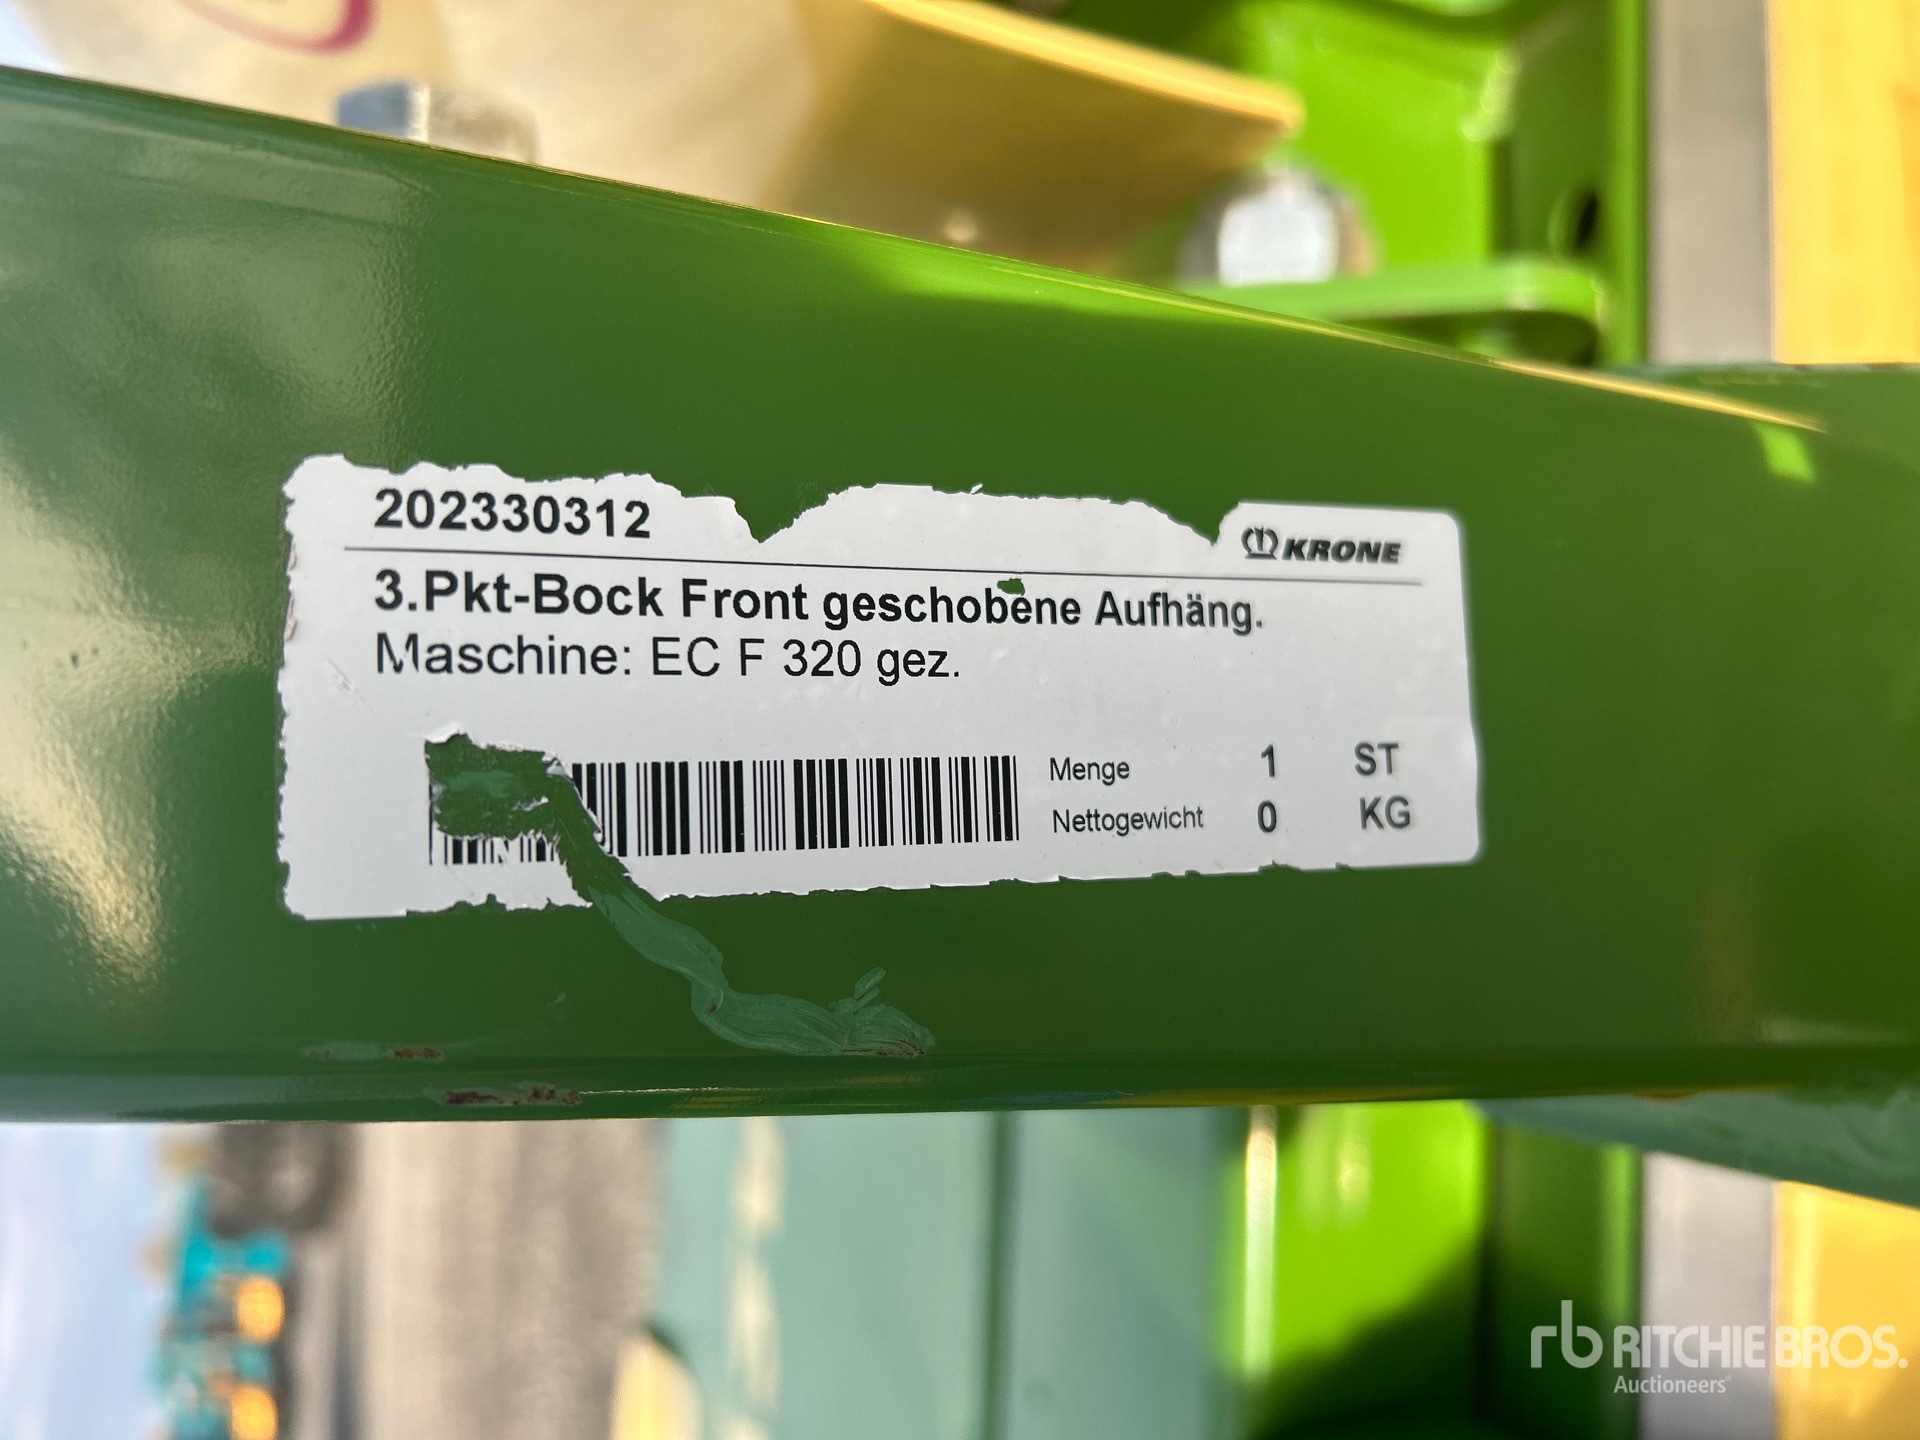 202330312
KRONE
3.Pkt-Bock Front geschobene Aufhäng.
Maschine: EC F 320 gez.
Menge 1 ST
Nettogewicht 0 KG
rb RITCHIE BROS.
Auctioneers